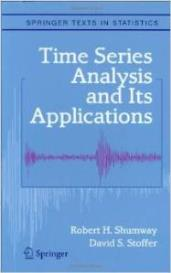 SPRINGER TEXTS IN STATISTICS
Time Series
Analysis
and Its
Applications
Robert H. Shumway
David S. Stoffer
Springer